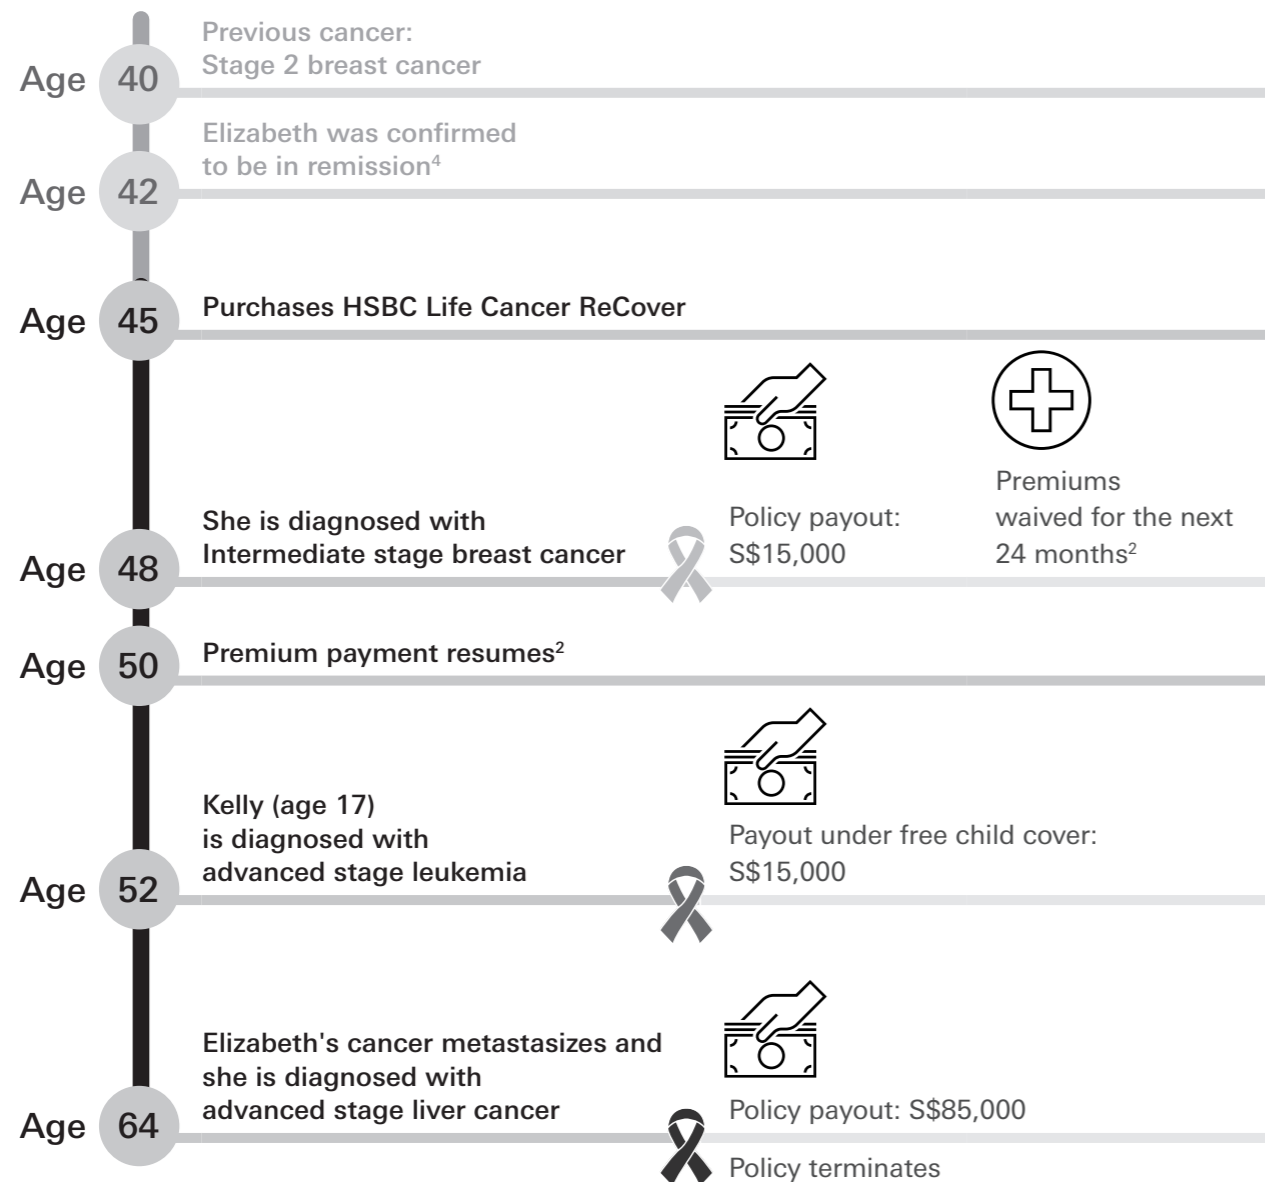 Previous cancer:
Stage 2 breast cancer
Age 40
Elizabeth was confirmed
to be in remission⁴
Age 42
Age 45
Purchases HSBC Life Cancer ReCover
Premiums
waived for the next
24 months²
Policy payout:
S$15,000
She is diagnosed with
Intermediate stage breast cancer
Age 48
Premium payment resumes²
Age 50
Kelly (age 17)
is diagnosed with
advanced stage leukemia
Payout under free child cover:
S$15,000
Age 52
Elizabeth's cancer metastasizes and
she is diagnosed with
advanced stage liver cancer
Policy payout: S$85,000
Age 64
Policy terminates